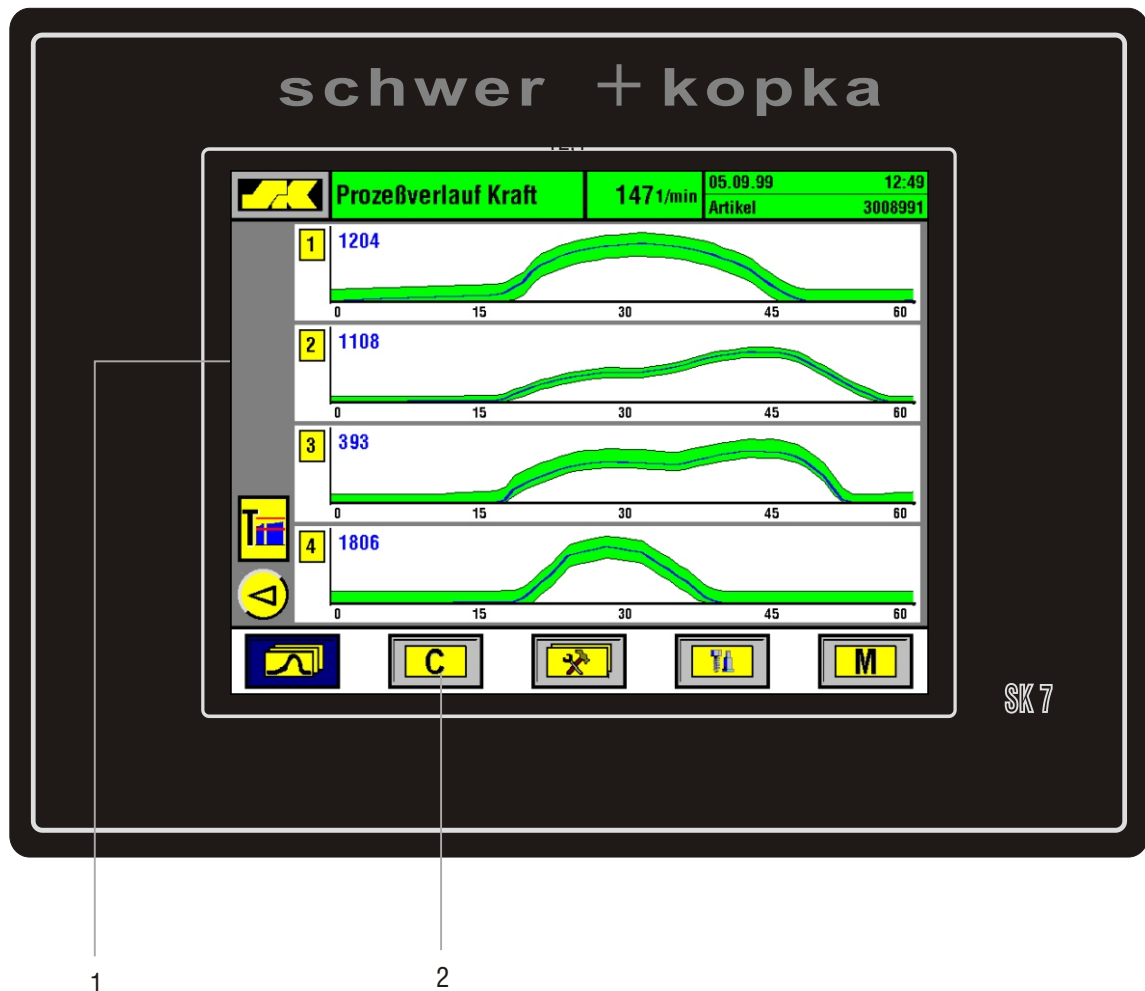 schwer + kopka
Prozeßverlauf Kraft
147 1/min
05.09.99 12:49
Artikel 3008991
1 1204
0 15 30 45 60
2 1108
0 15 30 45 60
3 393
0 15 30 45 60
T
4 1806
0 15 30 45 60
C
M
SK 7
1 2